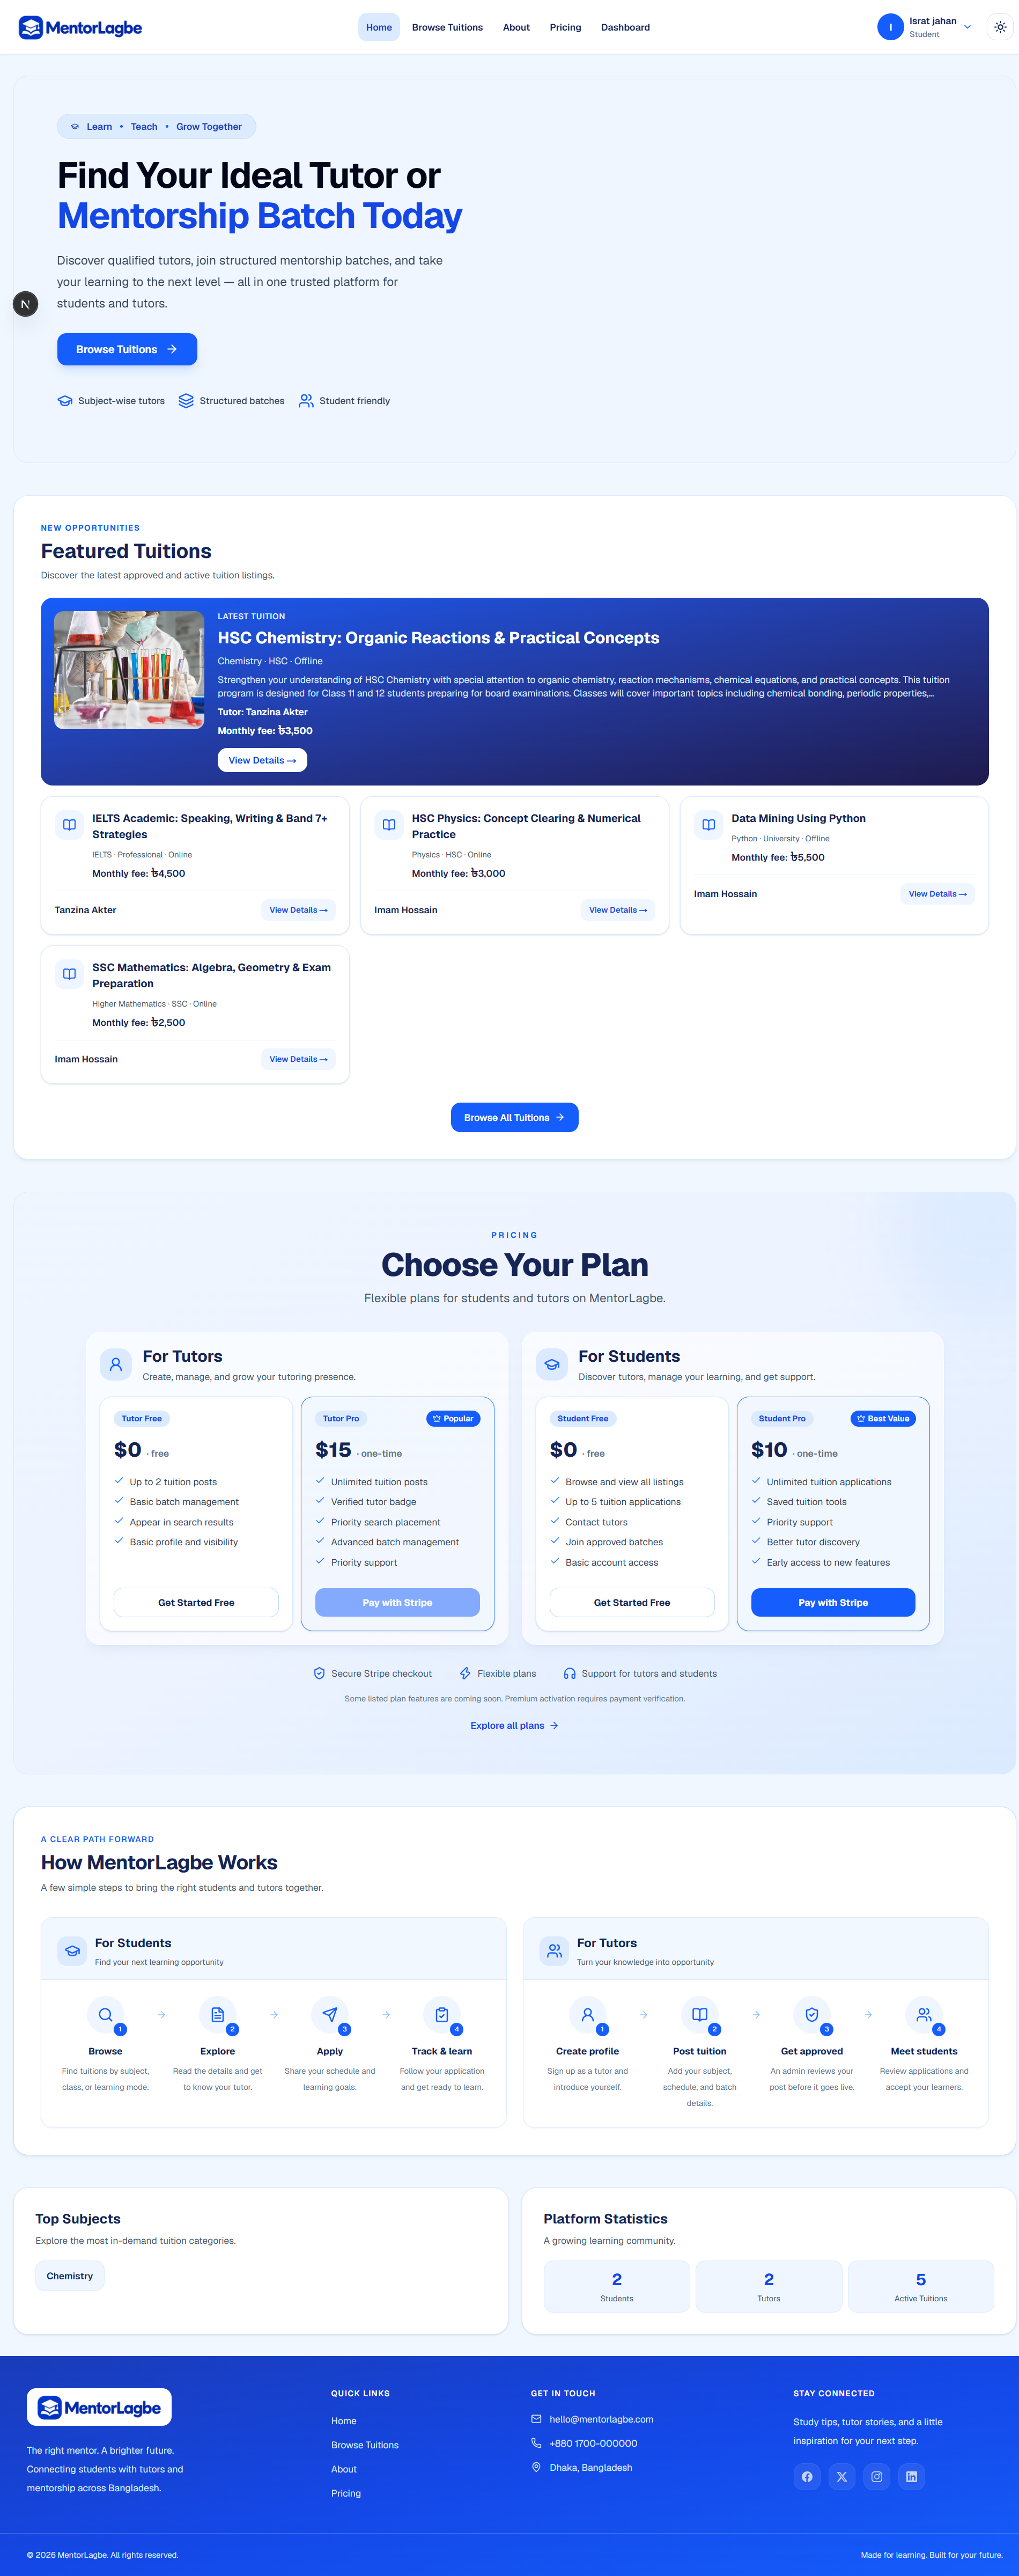 MentorLagbe
Home
Browse Tuitions
About
Pricing
Dashboard
I
Israt jahan
Student
Learn • Teach • Grow Together
Find Your Ideal Tutor or
Mentorship Batch Today
Discover qualified tutors, join structured mentorship batches, and take
your learning to the next level — all in one trusted platform for
students and tutors.
N
Browse Tuitions →
Subject-wise tutors
Structured batches
Student friendly
NEW OPPORTUNITIES
Featured Tuitions
Discover the latest approved and active tuition listings.
LATEST TUITION
HSC Chemistry: Organic Reactions & Practical Concepts
Chemistry · HSC · Offline
Strengthen your understanding of HSC Chemistry with special attention to organic chemistry, reaction mechanisms, chemical equations, and practical concepts. This tuition
program is designed for Class 11 and 12 students preparing for board examinations. Classes will cover important topics including chemical bonding, periodic properties,...
Tutor: Tanzina Akter
Monthly fee: ৳3,500
View Details →
IELTS Academic: Speaking, Writing & Band 7+
Strategies
IELTS · Professional · Online
Monthly fee: ৳4,500
Tanzina Akter
View Details →
HSC Physics: Concept Clearing & Numerical
Practice
Physics · HSC · Online
Monthly fee: ৳3,000
Imam Hossain
View Details →
Data Mining Using Python
Python · University · Offline
Monthly fee: ৳5,500
Imam Hossain
View Details →
SSC Mathematics: Algebra, Geometry & Exam
Preparation
Higher Mathematics · SSC · Online
Monthly fee: ৳2,500
Imam Hossain
View Details →
Browse All Tuitions →
PRICING
Choose Your Plan
Flexible plans for students and tutors on MentorLagbe.
For Tutors
Create, manage, and grow your tutoring presence.
Tutor Free
$0 · free
Up to 2 tuition posts
Basic batch management
Appear in search results
Basic profile and visibility
Get Started Free
Tutor Pro
Popular
$15 · one-time
Unlimited tuition posts
Verified tutor badge
Priority search placement
Advanced batch management
Priority support
Pay with Stripe
For Students
Discover tutors, manage your learning, and get support.
Student Free
$0 · free
Browse and view all listings
Up to 5 tuition applications
Contact tutors
Join approved batches
Basic account access
Get Started Free
Student Pro
Best Value
$10 · one-time
Unlimited tuition applications
Saved tuition tools
Priority support
Better tutor discovery
Early access to new features
Pay with Stripe
Secure Stripe checkout
Flexible plans
Support for tutors and students
Some listed plan features are coming soon. Premium activation requires payment verification.
Explore all plans →
A CLEAR PATH FORWARD
How MentorLagbe Works
A few simple steps to bring the right students and tutors together.
For Students
Find your next learning opportunity
1
Browse
Find tuitions by subject,
class, or learning mode.
2
Explore
Read the details and get
to know your tutor.
3
Apply
Share your schedule and
learning goals.
4
Track & learn
Follow your application
and get ready to learn.
For Tutors
Turn your knowledge into opportunity
1
Create profile
Sign up as a tutor and
introduce yourself.
2
Post tuition
Add your subject,
schedule, and batch
details.
3
Get approved
An admin reviews your
post before it goes live.
4
Meet students
Review applications and
accept your learners.
Top Subjects
Explore the most in-demand tuition categories.
Chemistry
Platform Statistics
A growing learning community.
2
Students
2
Tutors
5
Active Tuitions
MentorLagbe
The right mentor. A brighter future.
Connecting students with tutors and
mentorship across Bangladesh.
QUICK LINKS
Home
Browse Tuitions
About
Pricing
GET IN TOUCH
hello@mentorlagbe.com
+880 1700-000000
Dhaka, Bangladesh
STAY CONNECTED
Study tips, tutor stories, and a little
inspiration for your next step.
© 2026 MentorLagbe. All rights reserved.
Made for learning. Built for your future.